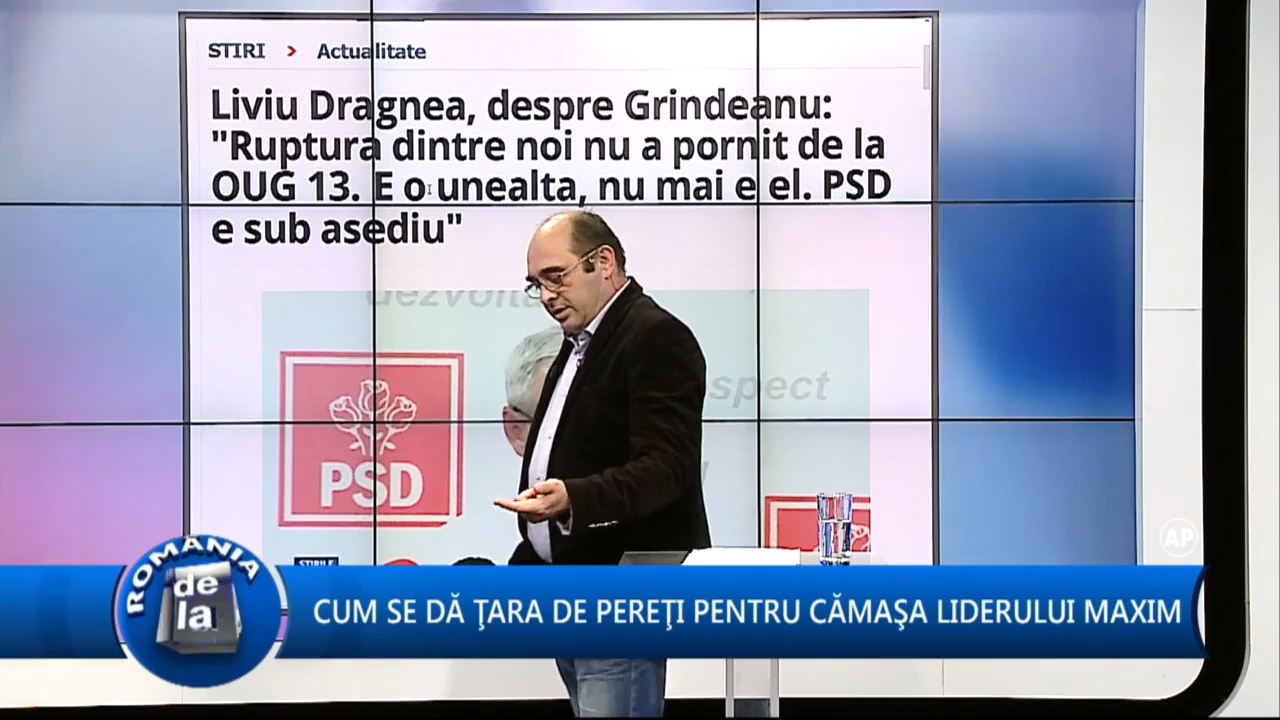 STIRI > Actualitate
Liviu Dragnea, despre Grindeanu:
"Ruptura dintre noi nu a pornit de la
OUG 13. E o unealta, nu mai e el. PSD
e sub asediu"
PSD
AP
ROMANIA
de
la
CUM SE DĂ ŢARA DE PEREŢI PENTRU CĂMAŞA LIDERULUI MAXIM